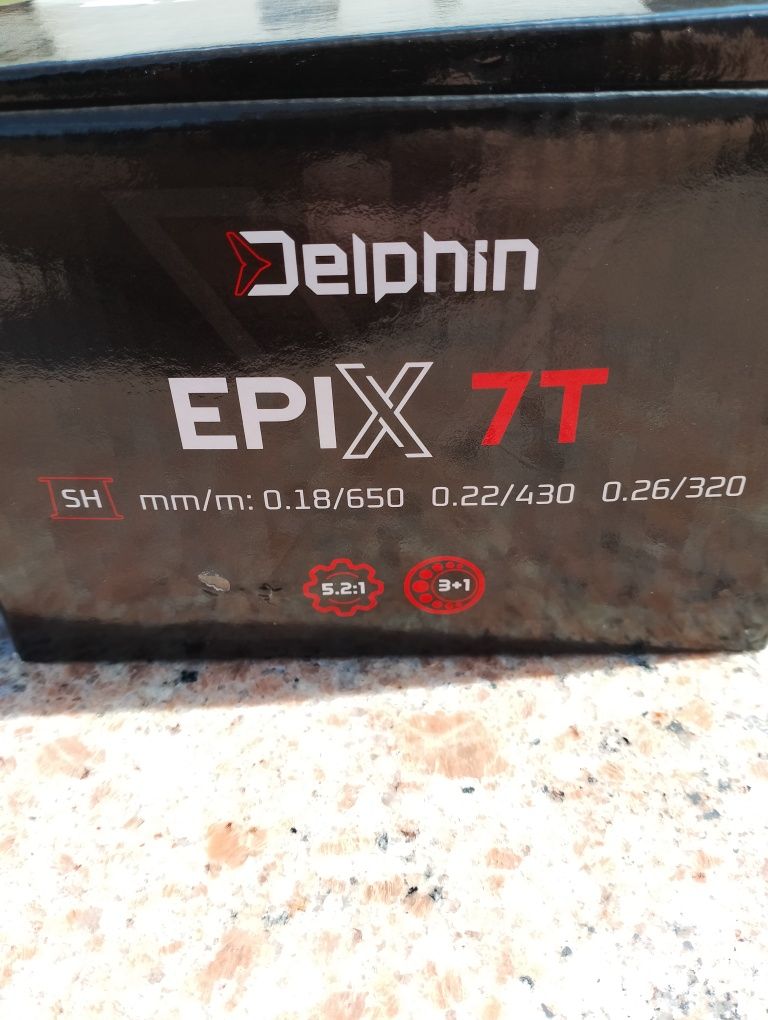 Delphin
EPIX 7T
SH mm/m: 0.18/650 0.22/430 0.26/320
5.2:1 3+1